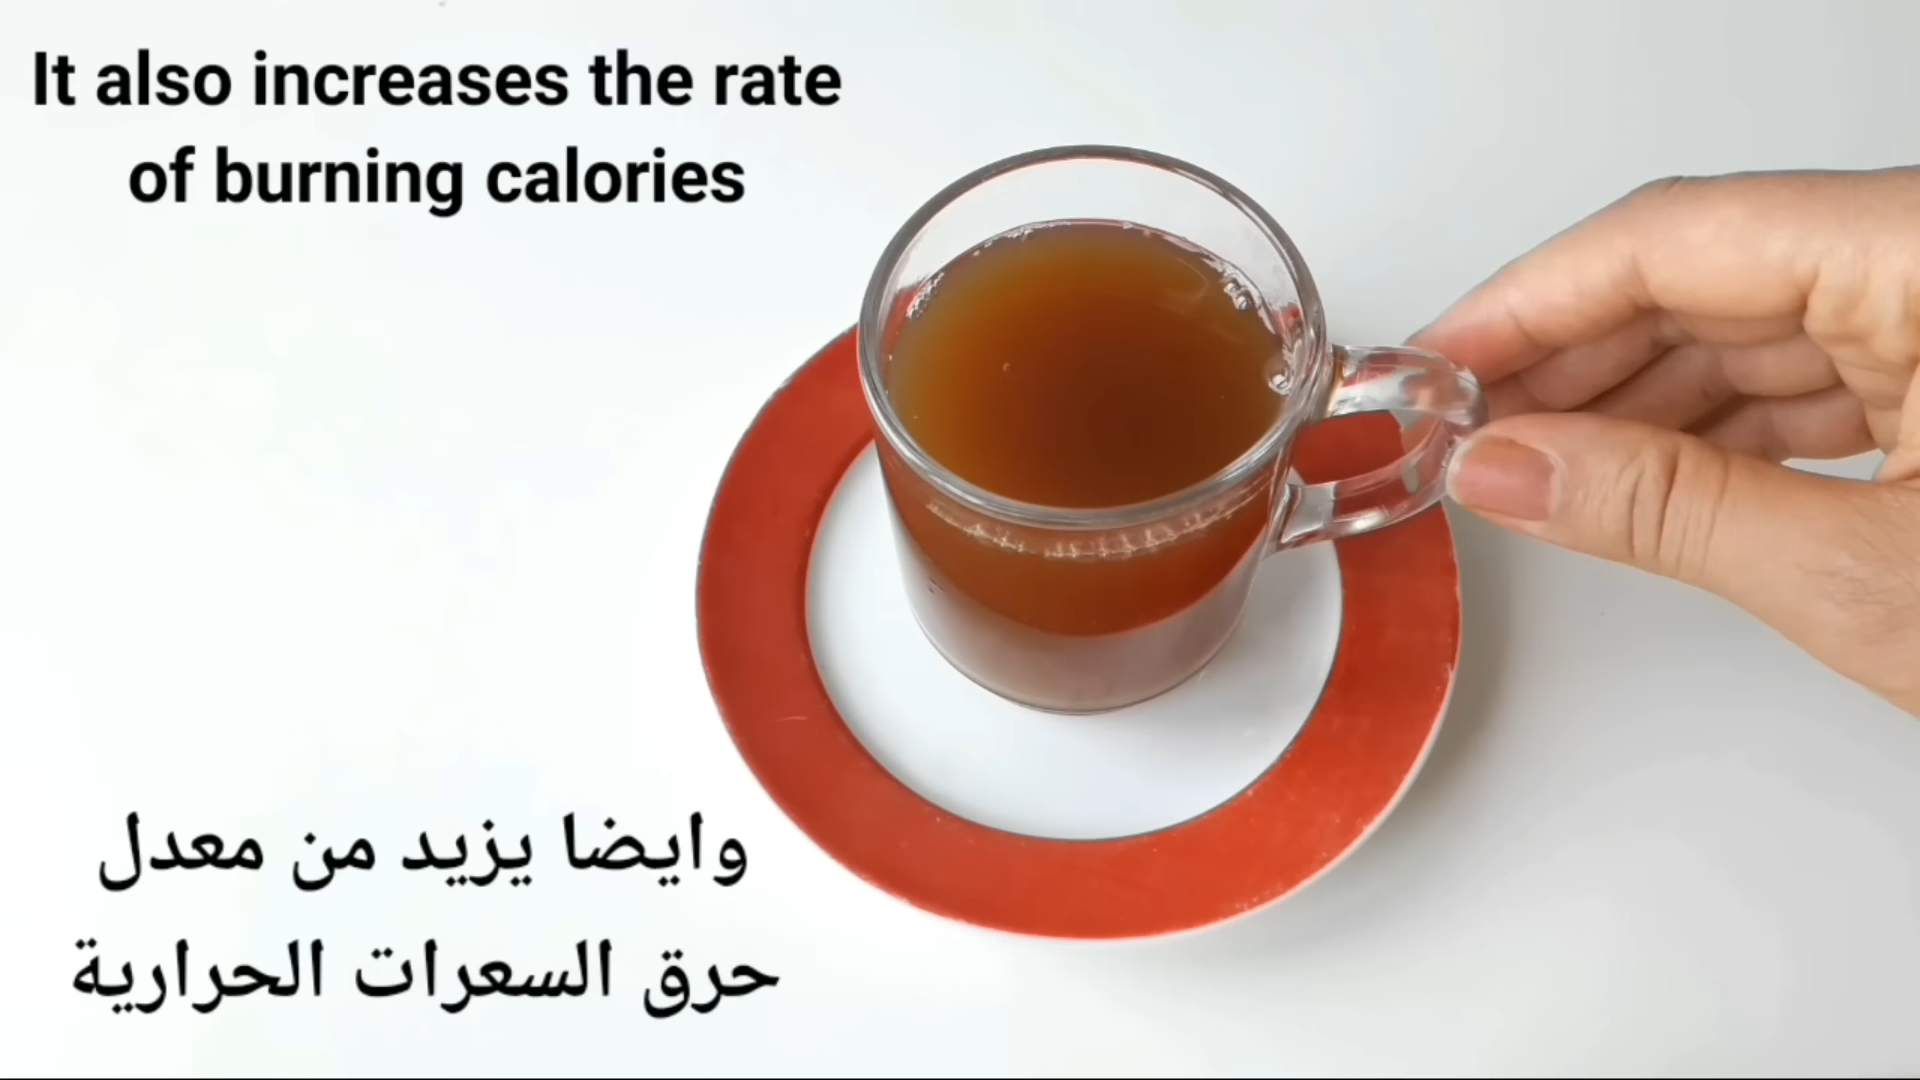 It also increases the rate
of burning calories
وايضا يزيد من معدل
حرق السعرات الحرارية